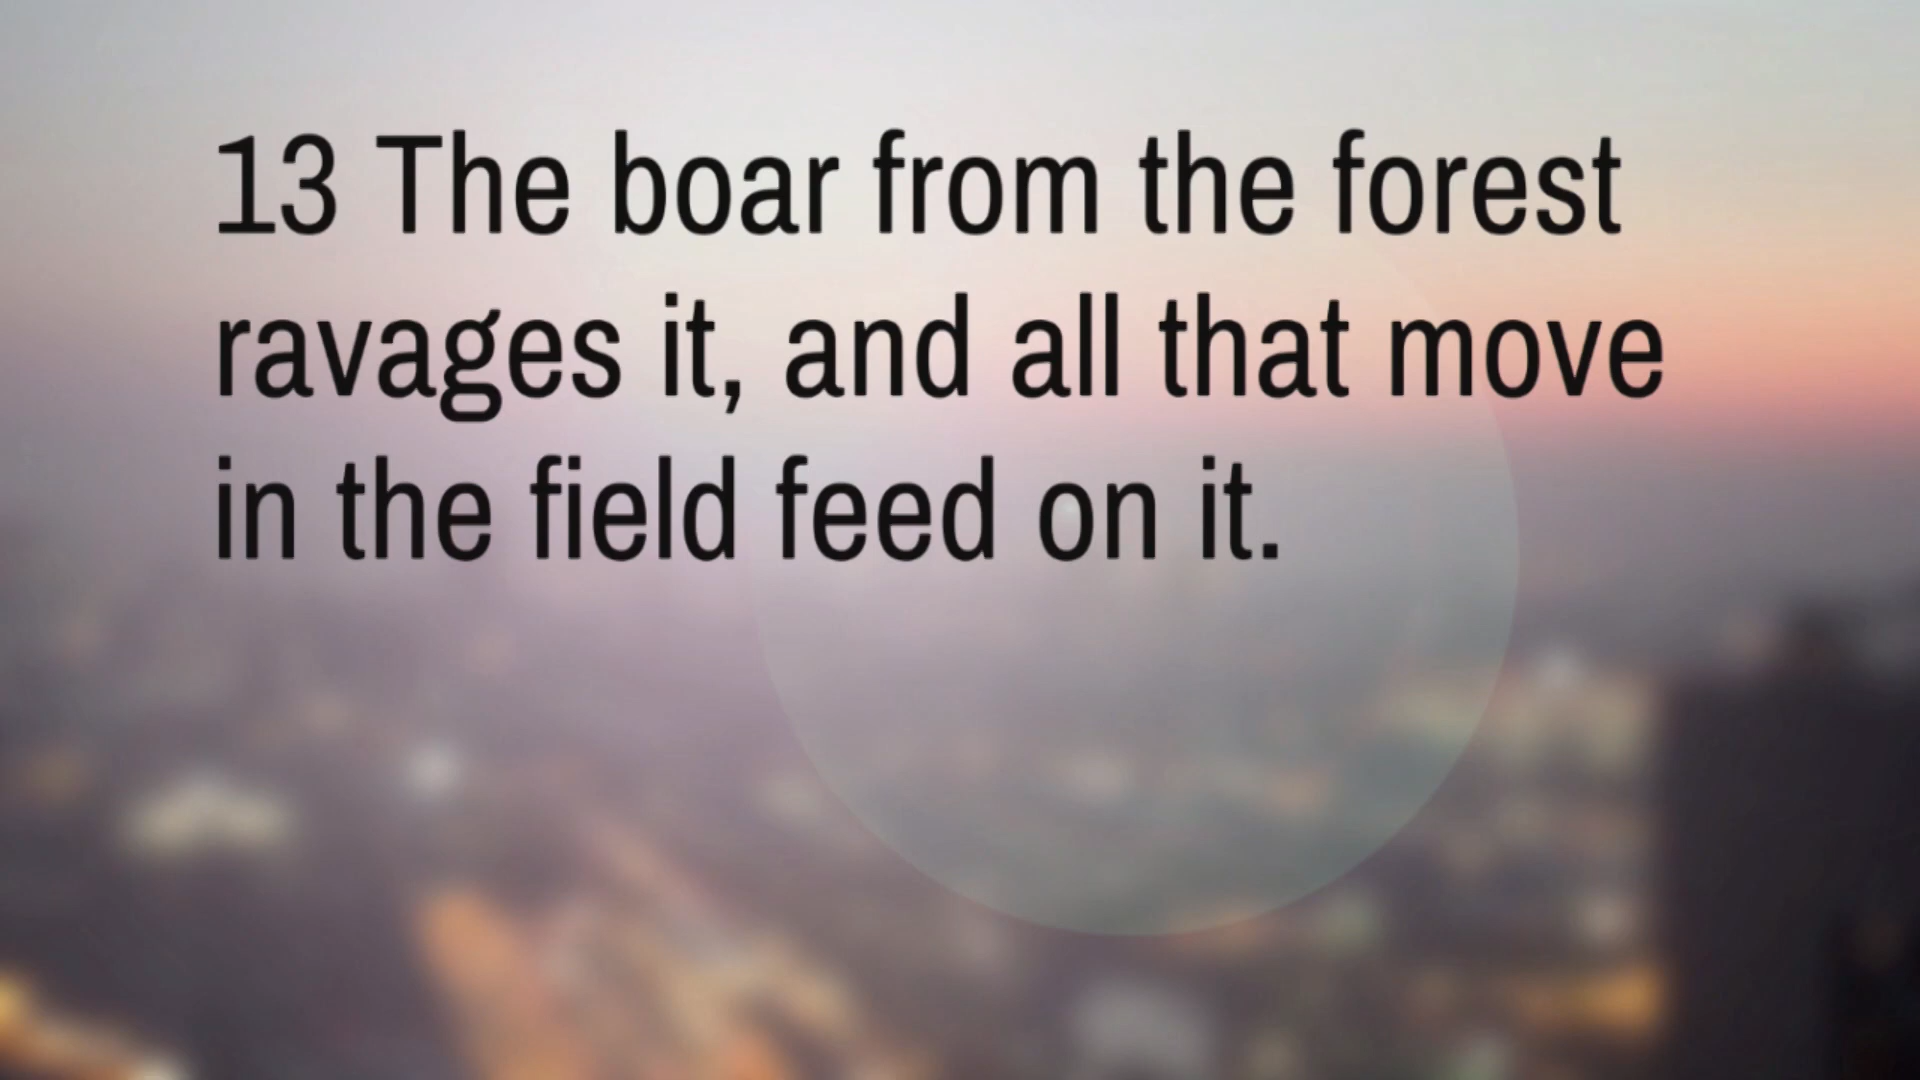 13 The boar from the forest
ravages it, and all that move
in the field feed on it.